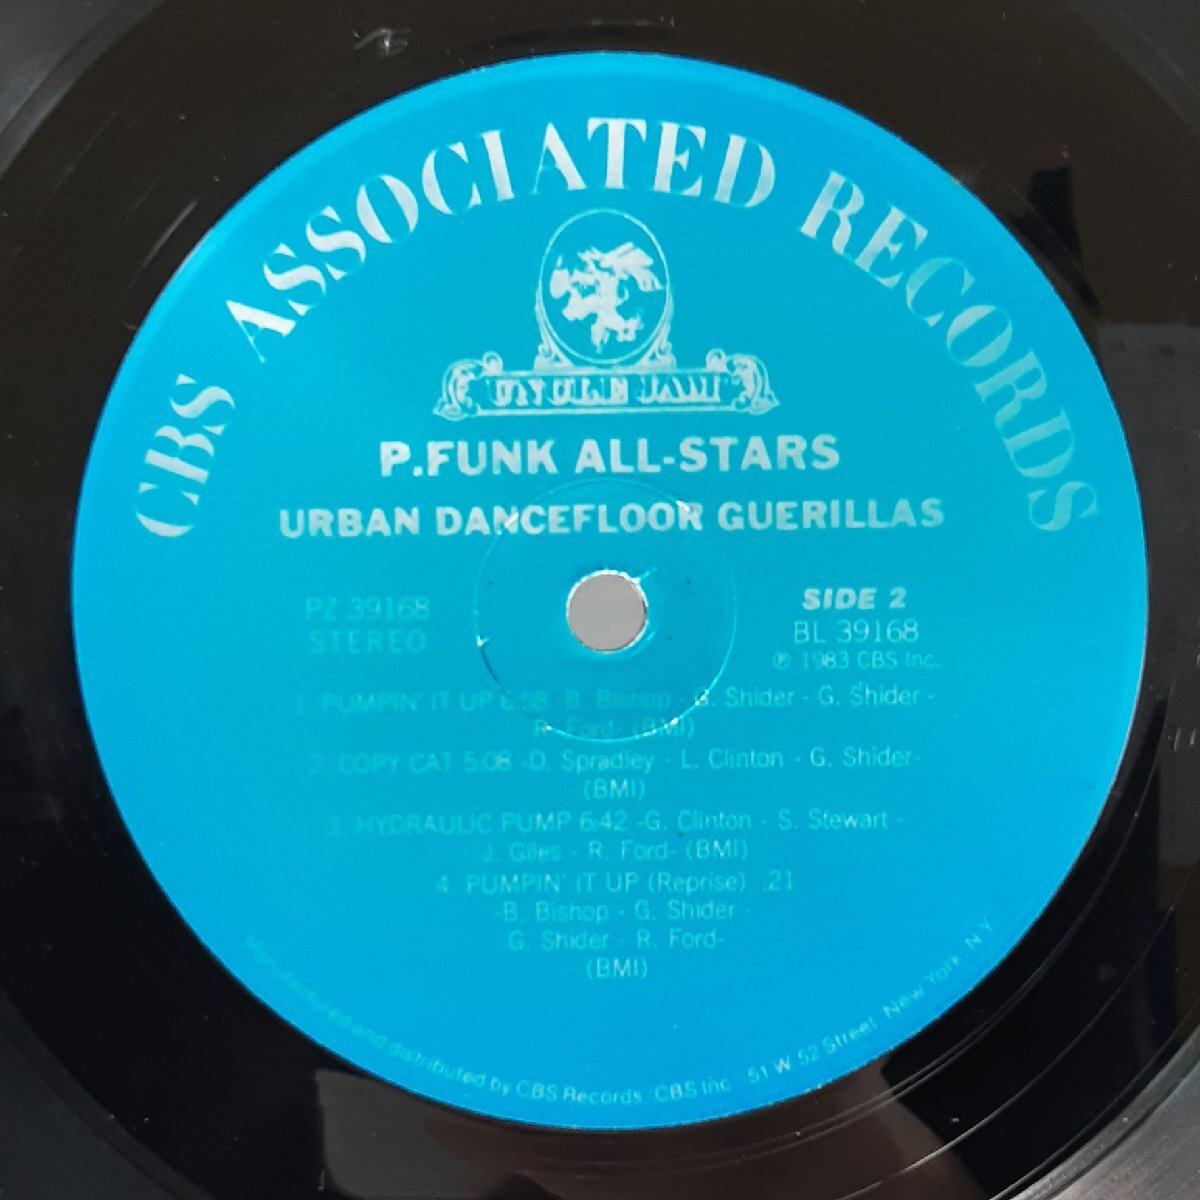 CBS ASSOCIATED RECORDS
UNCLE JAM
P.FUNK ALL-STARS
URBAN DANCEFLOOR GUERILLAS
PZ 39168
STEREO
SIDE 2
BL 39168
℗ 1983 CBS Inc.
1. PUMPIN' IT UP 6:58 -B. Bishop - G. Shider - G. Shider -
R. Ford- (BMI)
2. COPY CAT 5:08 -D. Spradley - L. Clinton - G. Shider-
(BMI)
3. HYDRAULIC PUMP 6:42 -G. Clinton - S. Stewart -
J. Giles - R. Ford- (BMI)
4. PUMPIN' IT UP (Reprise) :21
-B. Bishop - G. Shider -
G. Shider - R. Ford-
(BMI)
Manufactured and distributed by CBS Records CBS Inc 51 W 52 Street New York N.Y.